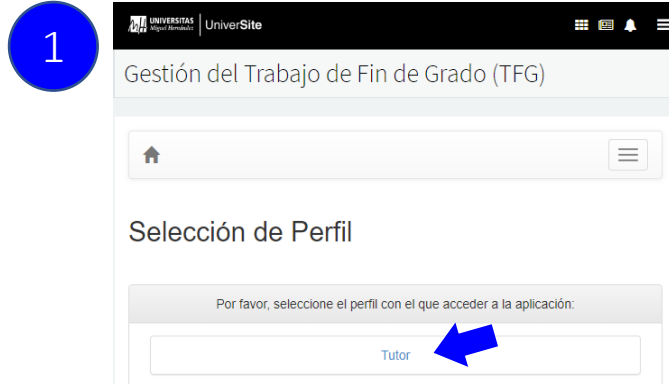 1
UNIVERSITAS
Miguel Hernández
UniverSite
Gestión del Trabajo de Fin de Grado (TFG)
Selección de Perfil
Por favor, seleccione el perfil con el que acceder a la aplicación:
Tutor